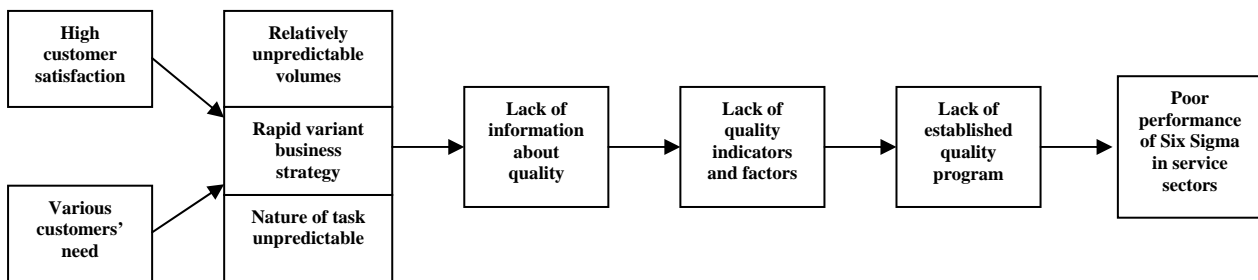 High
customer
satisfaction
Various
customers’
need
Relatively
unpredictable
volumes
Rapid variant
business
strategy
Nature of task
unpredictable
Lack of
information
about
quality
Lack of
quality
indicators
and factors
Lack of
established
quality
program
Poor
performance
of Six Sigma
in service
sectors